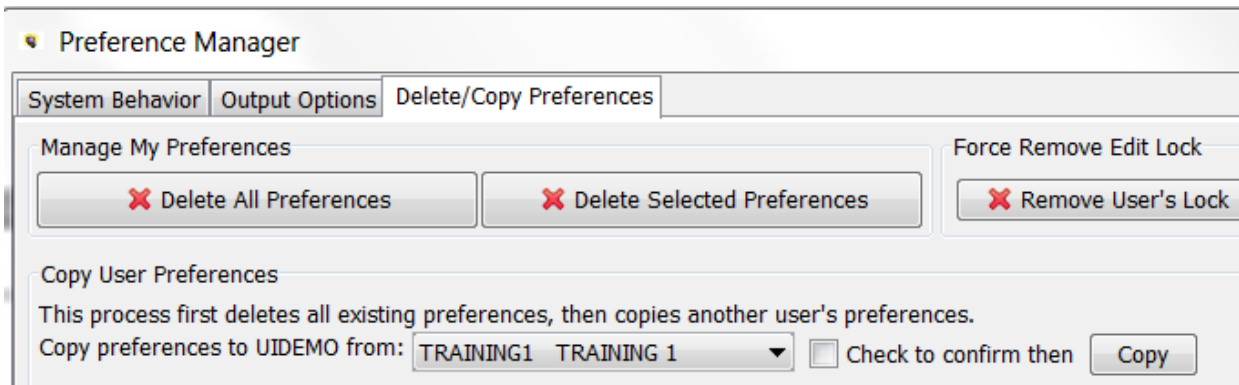 Preference Manager
System Behavior Output Options Delete/Copy Preferences
Manage My Preferences Force Remove Edit Lock
Delete All Preferences Delete Selected Preferences Remove User's Lock
Copy User Preferences
This process first deletes all existing preferences, then copies another user's preferences.
Copy preferences to UIDEMO from: TRAINING1 TRAINING 1 Check to confirm then Copy